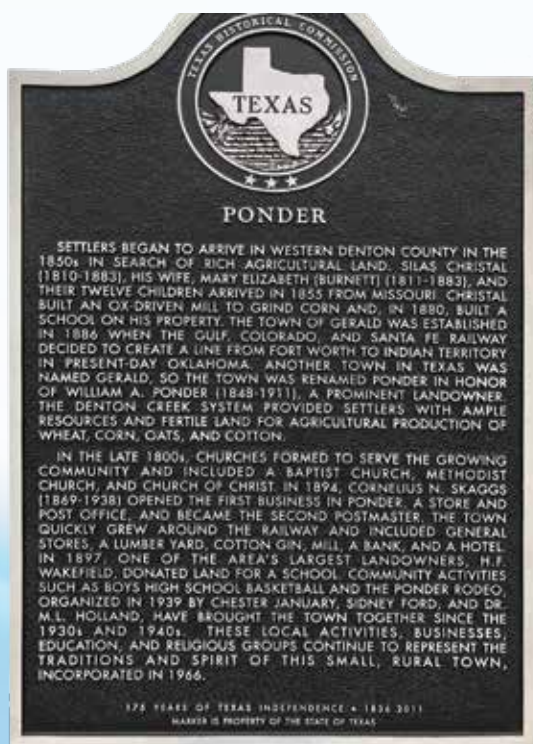 TEXAS HISTORICAL COMMISSION
TEXAS
PONDER
SETTLERS BEGAN TO ARRIVE IN WESTERN DENTON COUNTY IN THE
1850s IN SEARCH OF RICH AGRICULTURAL LAND. SILAS CHRISTAL
(1810-1883), HIS WIFE, MARY ELIZABETH (BURNETT) (1811-1883), AND
THEIR TWELVE CHILDREN ARRIVED IN 1855 FROM MISSOURI. CHRISTAL
BUILT AN OX-DRIVEN MILL TO GRIND CORN AND, IN 1880, BUILT A
SCHOOL ON HIS PROPERTY. THE TOWN OF GERALD WAS ESTABLISHED
IN 1886 WHEN THE GULF, COLORADO, AND SANTA FE RAILWAY
DECIDED TO CREATE A LINE FROM FORT WORTH TO INDIAN TERRITORY
IN PRESENT-DAY OKLAHOMA. ANOTHER TOWN IN TEXAS WAS
NAMED GERALD, SO THE TOWN WAS RENAMED PONDER IN HONOR
OF WILLIAM A. PONDER (1848-1911), A PROMINENT LANDOWNER.
THE DENTON CREEK SYSTEM PROVIDED SETTLERS WITH AMPLE
RESOURCES AND FERTILE LAND FOR AGRICULTURAL PRODUCTION OF
WHEAT, CORN, OATS, AND COTTON.
IN THE LATE 1800s, CHURCHES FORMED TO SERVE THE GROWING
COMMUNITY AND INCLUDED A BAPTIST CHURCH, METHODIST
CHURCH, AND CHURCH OF CHRIST. IN 1894, CORNELIUS N. SKAGGS
(1869-1938) OPENED THE FIRST BUSINESS IN PONDER, A STORE AND
POST OFFICE, AND BECAME THE SECOND POSTMASTER. THE TOWN
QUICKLY GREW AROUND THE RAILWAY AND INCLUDED GENERAL
STORES, A LUMBER YARD, COTTON GIN, MILL, A BANK, AND A HOTEL.
IN 1897, ONE OF THE AREA'S LARGEST LANDOWNERS, H.F.
WAKEFIELD, DONATED LAND FOR A SCHOOL. COMMUNITY ACTIVITIES
SUCH AS BOYS HIGH SCHOOL BASKETBALL AND THE PONDER RODEO,
ORGANIZED IN 1939 BY CHESTER JANUARY, SIDNEY FORD, AND DR.
M.L. HOLLAND, HAVE BROUGHT THE TOWN TOGETHER SINCE THE
1930s AND 1940s. THESE LOCAL ACTIVITIES, BUSINESSES,
EDUCATION, AND RELIGIOUS GROUPS CONTINUE TO REPRESENT THE
TRADITIONS AND SPIRIT OF THIS SMALL, RURAL TOWN,
INCORPORATED IN 1966.
175 YEARS OF TEXAS INDEPENDENCE • 1836-2011
MARKER IS PROPERTY OF THE STATE OF TEXAS